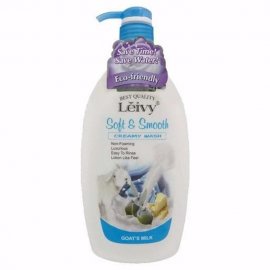 Save Time!
Save Water!
Eco-friendly
BEST QUALITY
Leivy
Soft & Smooth
CREAMY WASH
Non Foaming
Luxurious
Easy To Rinse
Lotion Like Feel
GOAT'S MILK